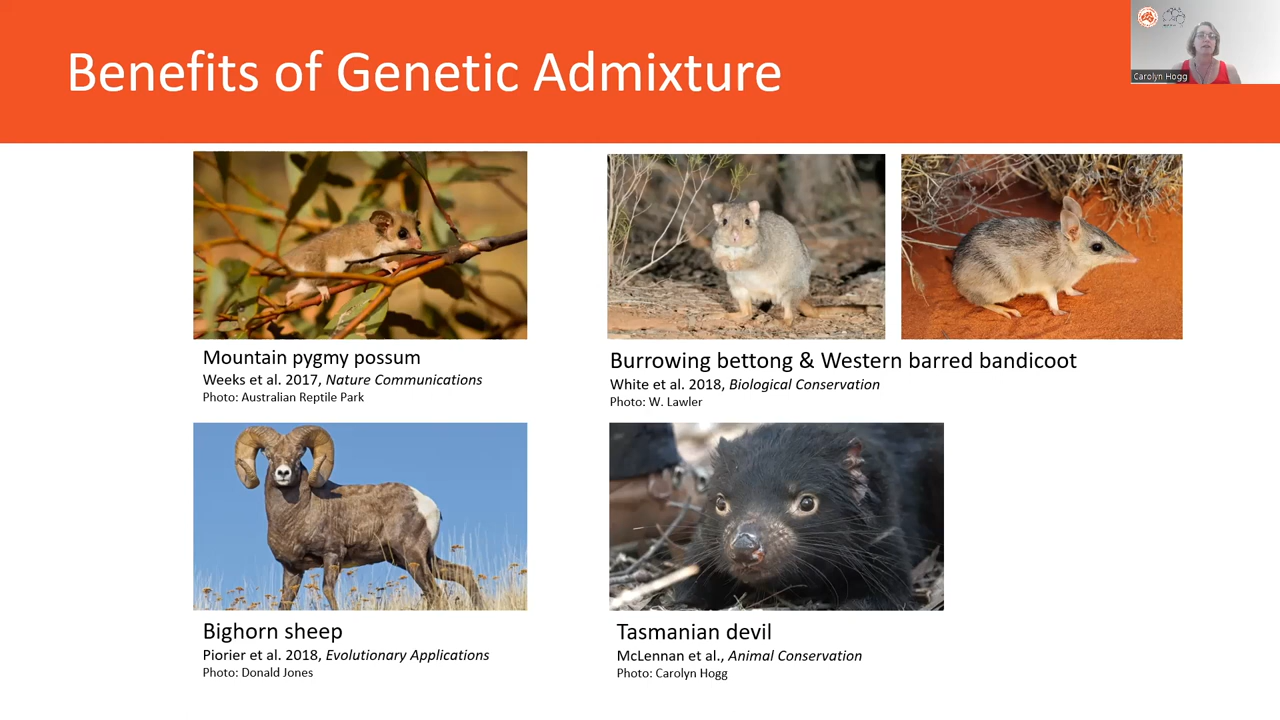 Benefits of Genetic Admixture
Carolyn Hogg
Mountain pygmy possum
Weeks et al. 2017, Nature Communications
Photo: Australian Reptile Park
Burrowing bettong & Western barred bandicoot
White et al. 2018, Biological Conservation
Photo: W. Lawler
Bighorn sheep
Piorier et al. 2018, Evolutionary Applications
Photo: Donald Jones
Tasmanian devil
McLennan et al., Animal Conservation
Photo: Carolyn Hogg